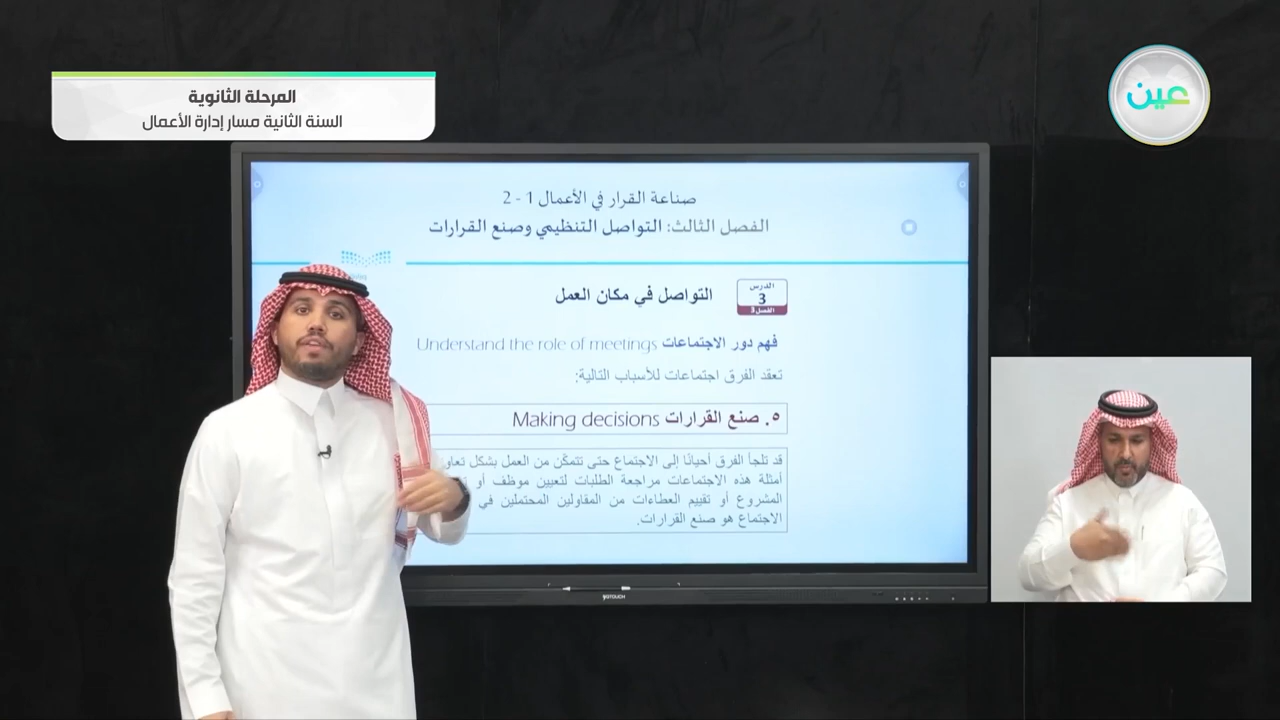 المرحلة الثانوية
السنة الثانية مسار إدارة الأعمال
عين
صناعة القرار في الأعمال 1 - 2
الفصل الثالث: التواصل التنظيمي وصنع القرارات
الدرس
3
الفصل 3
التواصل في مكان العمل
فهم دور الاجتماعات Understand the role of meetings
تعقد الفرق اجتماعات للأسباب التالية:
٥. صنع القرارات Making decisions
قد تلجأ الفرق أحيانًا إلى الاجتماع حتى تتمكّن من العمل بشكل
أمثلة هذه الاجتماعات مراجعة الطلبات لتعيين موظف أو
المشروع أو تقييم العطاءات من المقاولين المحتملين في
الاجتماع هو صنع القرارات.